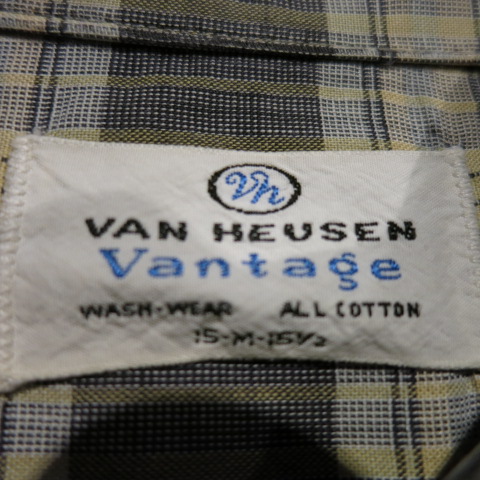 Vh
VAN HEUSEN
Vantage
WASH-WEAR ALL COTTON
15-M-15½